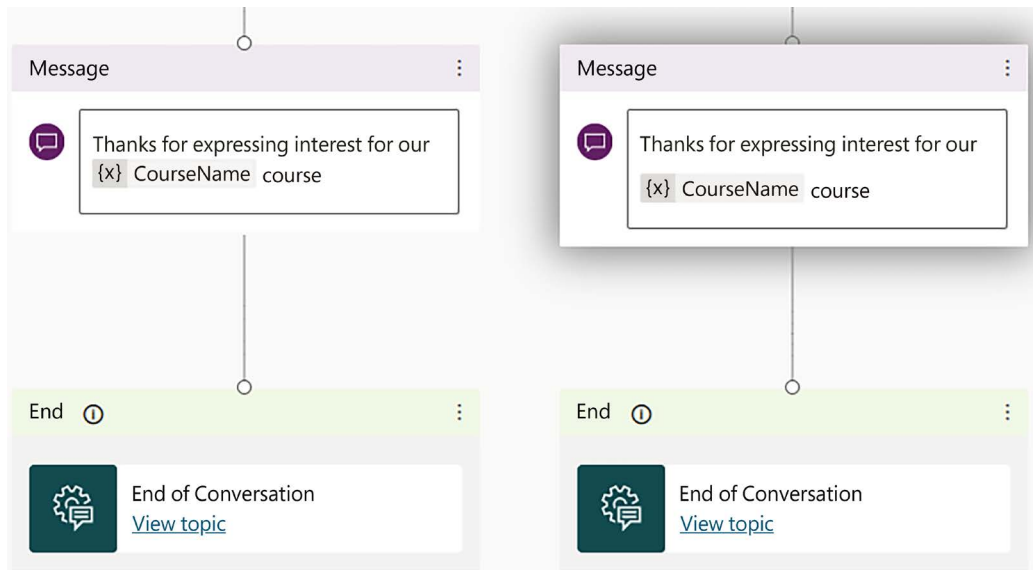 Message
Thanks for expressing interest for our
{x} CourseName course
End
End of Conversation
View topic
Message
Thanks for expressing interest for our
{x} CourseName course
End
End of Conversation
View topic